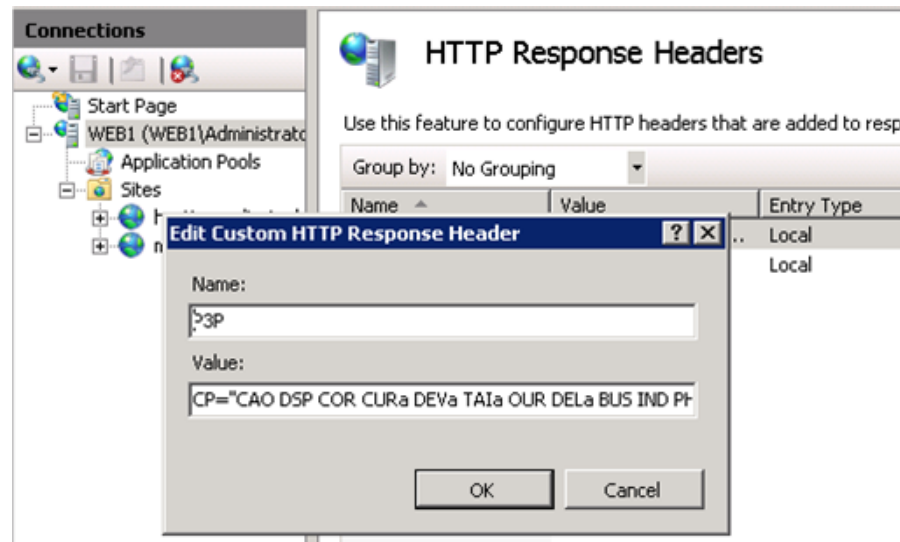 Connections
HTTP Response Headers
Start Page
WEB1 (WEB1\Administrato
Use this feature to configure HTTP headers that are added to resp
Application Pools
Group by: No Grouping
Sites
Name Value Entry Type
Edit Custom HTTP Response Header
.. Local
Local
Name:
P3P
Value:
CP="CAO DSP COR CURa DEVa TAIa OUR DELa BUS IND PH
OK Cancel